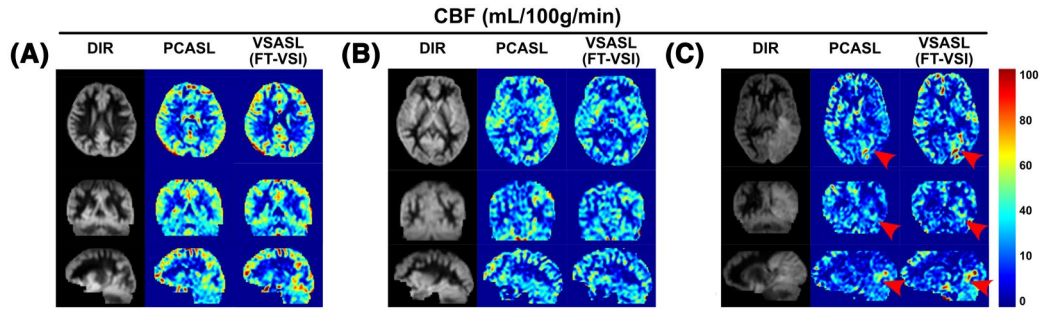 CBF (mL/100g/min)
(A) DIR PCASL VSASL (FT-VSI)
(B) DIR PCASL VSASL (FT-VSI)
(C) DIR PCASL VSASL (FT-VSI)
100
80
60
40
20
10
0